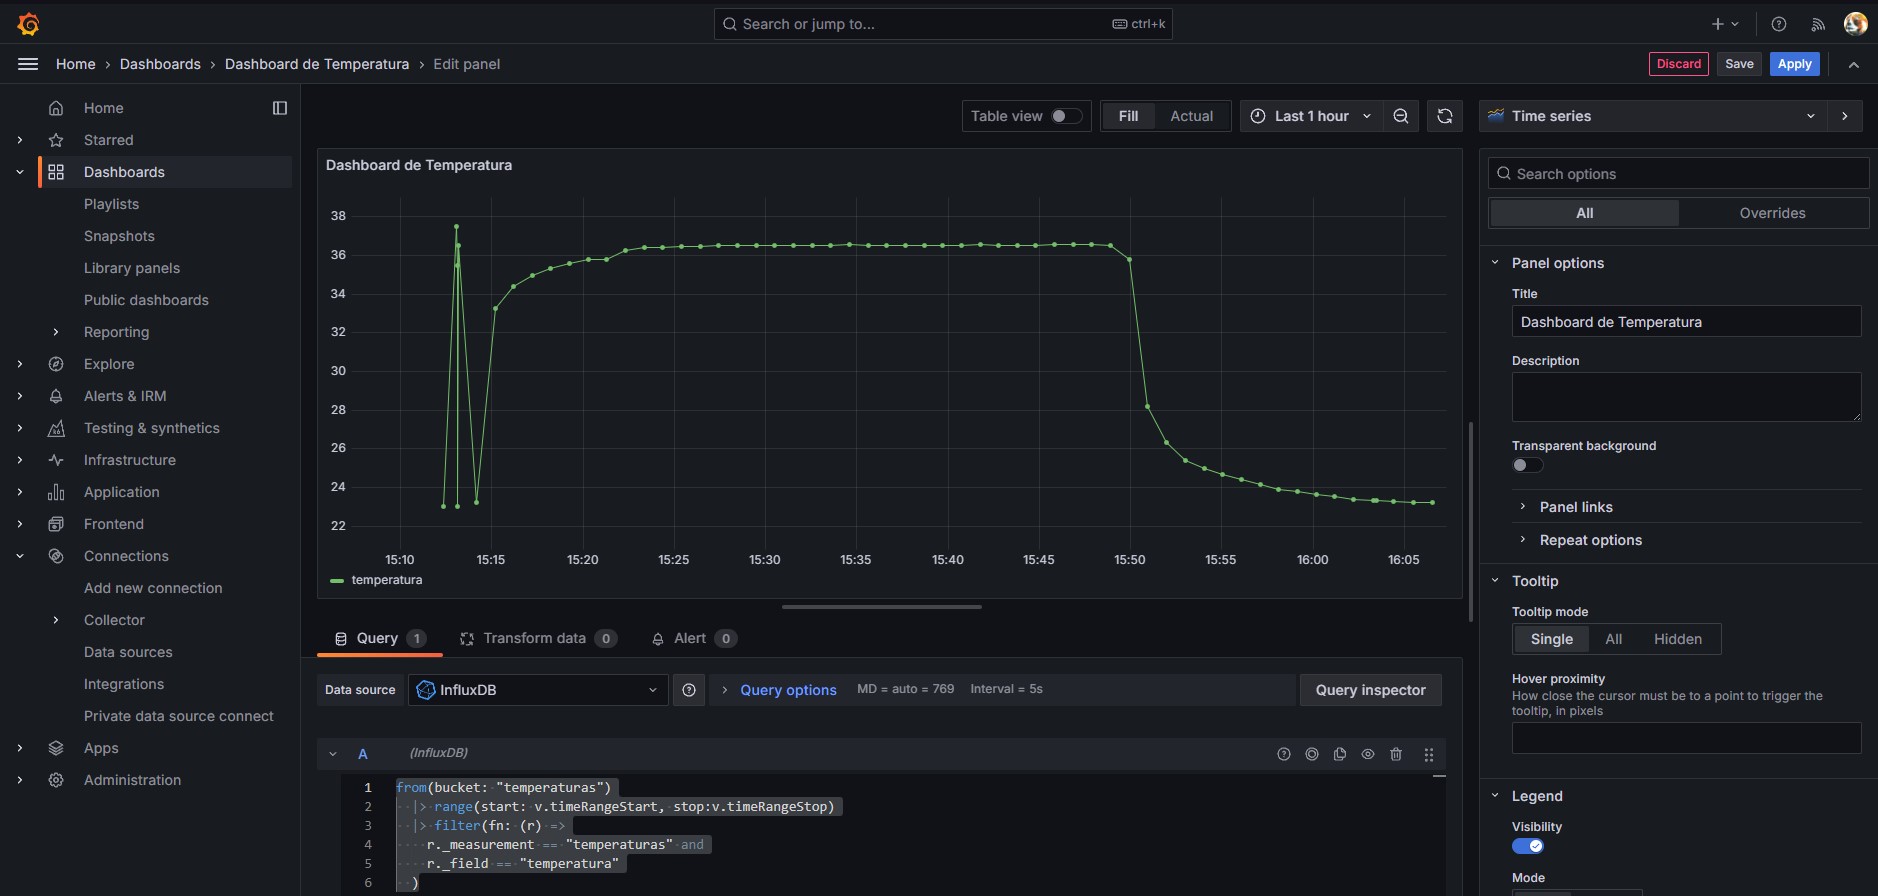 Search or jump to...
ctrl+k
Home › Dashboards › Dashboard de Temperatura › Edit panel
Discard
Save
Apply
Home
Starred
Dashboards
Playlists
Snapshots
Library panels
Public dashboards
Reporting
Explore
Alerts & IRM
Testing & synthetics
Infrastructure
Application
Frontend
Connections
Add new connection
Collector
Data sources
Integrations
Private data source connect
Apps
Administration
Table view
Fill
Actual
Last 1 hour
Dashboard de Temperatura
38
36
34
32
30
28
26
24
22
15:10
15:15
15:20
15:25
15:30
15:35
15:40
15:45
15:50
15:55
16:00
16:05
temperatura
Query 1
Transform data 0
Alert 0
Data source
InfluxDB
Query options
MD = auto = 769
Interval = 5s
Query inspector
A
(InfluxDB)
1 from(bucket: "temperaturas")
2 |> range(start: v.timeRangeStart, stop:v.timeRangeStop)
3 |> filter(fn: (r) =>
4 r._measurement == "temperaturas" and
5 r._field == "temperatura"
6 )
Time series
Search options
All
Overrides
Panel options
Title
Dashboard de Temperatura
Description
Transparent background
Panel links
Repeat options
Tooltip
Tooltip mode
Single
All
Hidden
Hover proximity
How close the cursor must be to a point to trigger the
tooltip, in pixels
Legend
Visibility
Mode